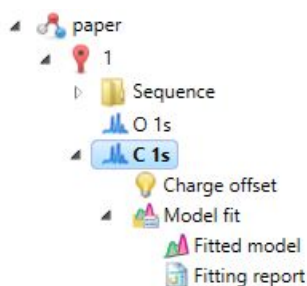 paper
1
Sequence
O 1s
C 1s
Charge offset
Model fit
Fitted model
Fitting report